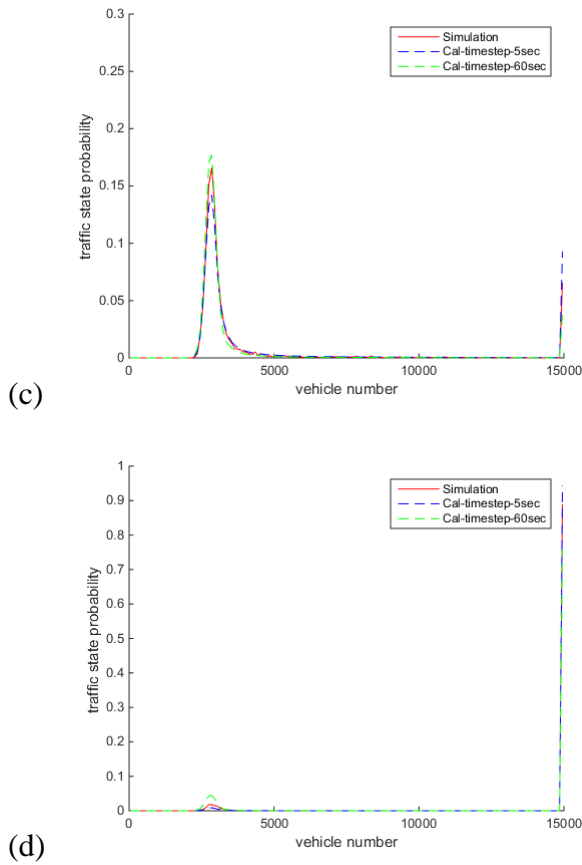 0.3
0.25
0.2
0.15
0.1
0.05
0
traffic state probability
Simulation
Cal-timestep-5sec
Cal-timestep-60sec
0 5000 10000 15000
vehicle number
(c)
1
0.9
0.8
0.7
0.6
0.5
0.4
0.3
0.2
0.1
0
traffic state probability
Simulation
Cal-timestep-5sec
Cal-timestep-60sec
0 5000 10000 15000
vehicle number
(d)